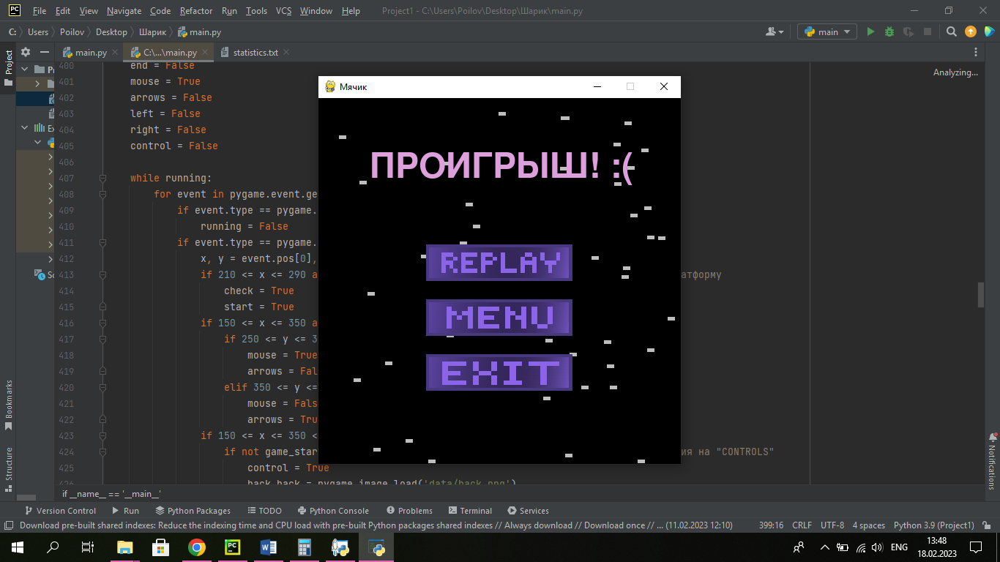 PC File Edit View Navigate Code Refactor Run Tools VCS Window Help Project1 - C:\Users\Poilov\Desktop\Шарик\main.py
C: Users Poilov Desktop Шарик main.py main
Project
main.py C:\...\main.py statistics.txt
Analyzing...
400 end = False
401 mouse = True
402 arrows = False
403 left = False
404 right = False
405 control = False
406
407 while running:
408 for event in pygame.event.ge
409 if event.type == pygame.
410 running = False
411 if event.type == pygame.
412 x, y = event.pos[0],
413 if 210 <= x <= 290 a атформу
414 check = True
415 start = True
416 if 150 <= x <= 350 a
417 if 250 <= y <= 3
418 mouse = True
419 arrows = Fal
420 elif 350 <= y <=
421 mouse = Fals
422 arrows = Tru
423 if 150 <= x <= 350 <
424 if not game_star ия на "CONTROLS"
425 control = True
426 back_back = pygame.image.load('data/back.png')
Pr
Ex
Sc
Мячик
ПРОИГРЫШ! :(
REPLAY
MENU
EXIT
Bookmarks
Structure
Notifications
if __name__ == '__main__'
Version Control Run Python Packages TODO Python Console Problems Terminal Services
Download pre-built shared indexes: Reduce the indexing time and CPU load with pre-built Python packages shared indexes // Always download // Download once // ... (11.02.2023 12:10) 399:16 CRLF UTF-8 4 spaces Python 3.9 (Project1)
PC W ENG 13:48
18.02.2023